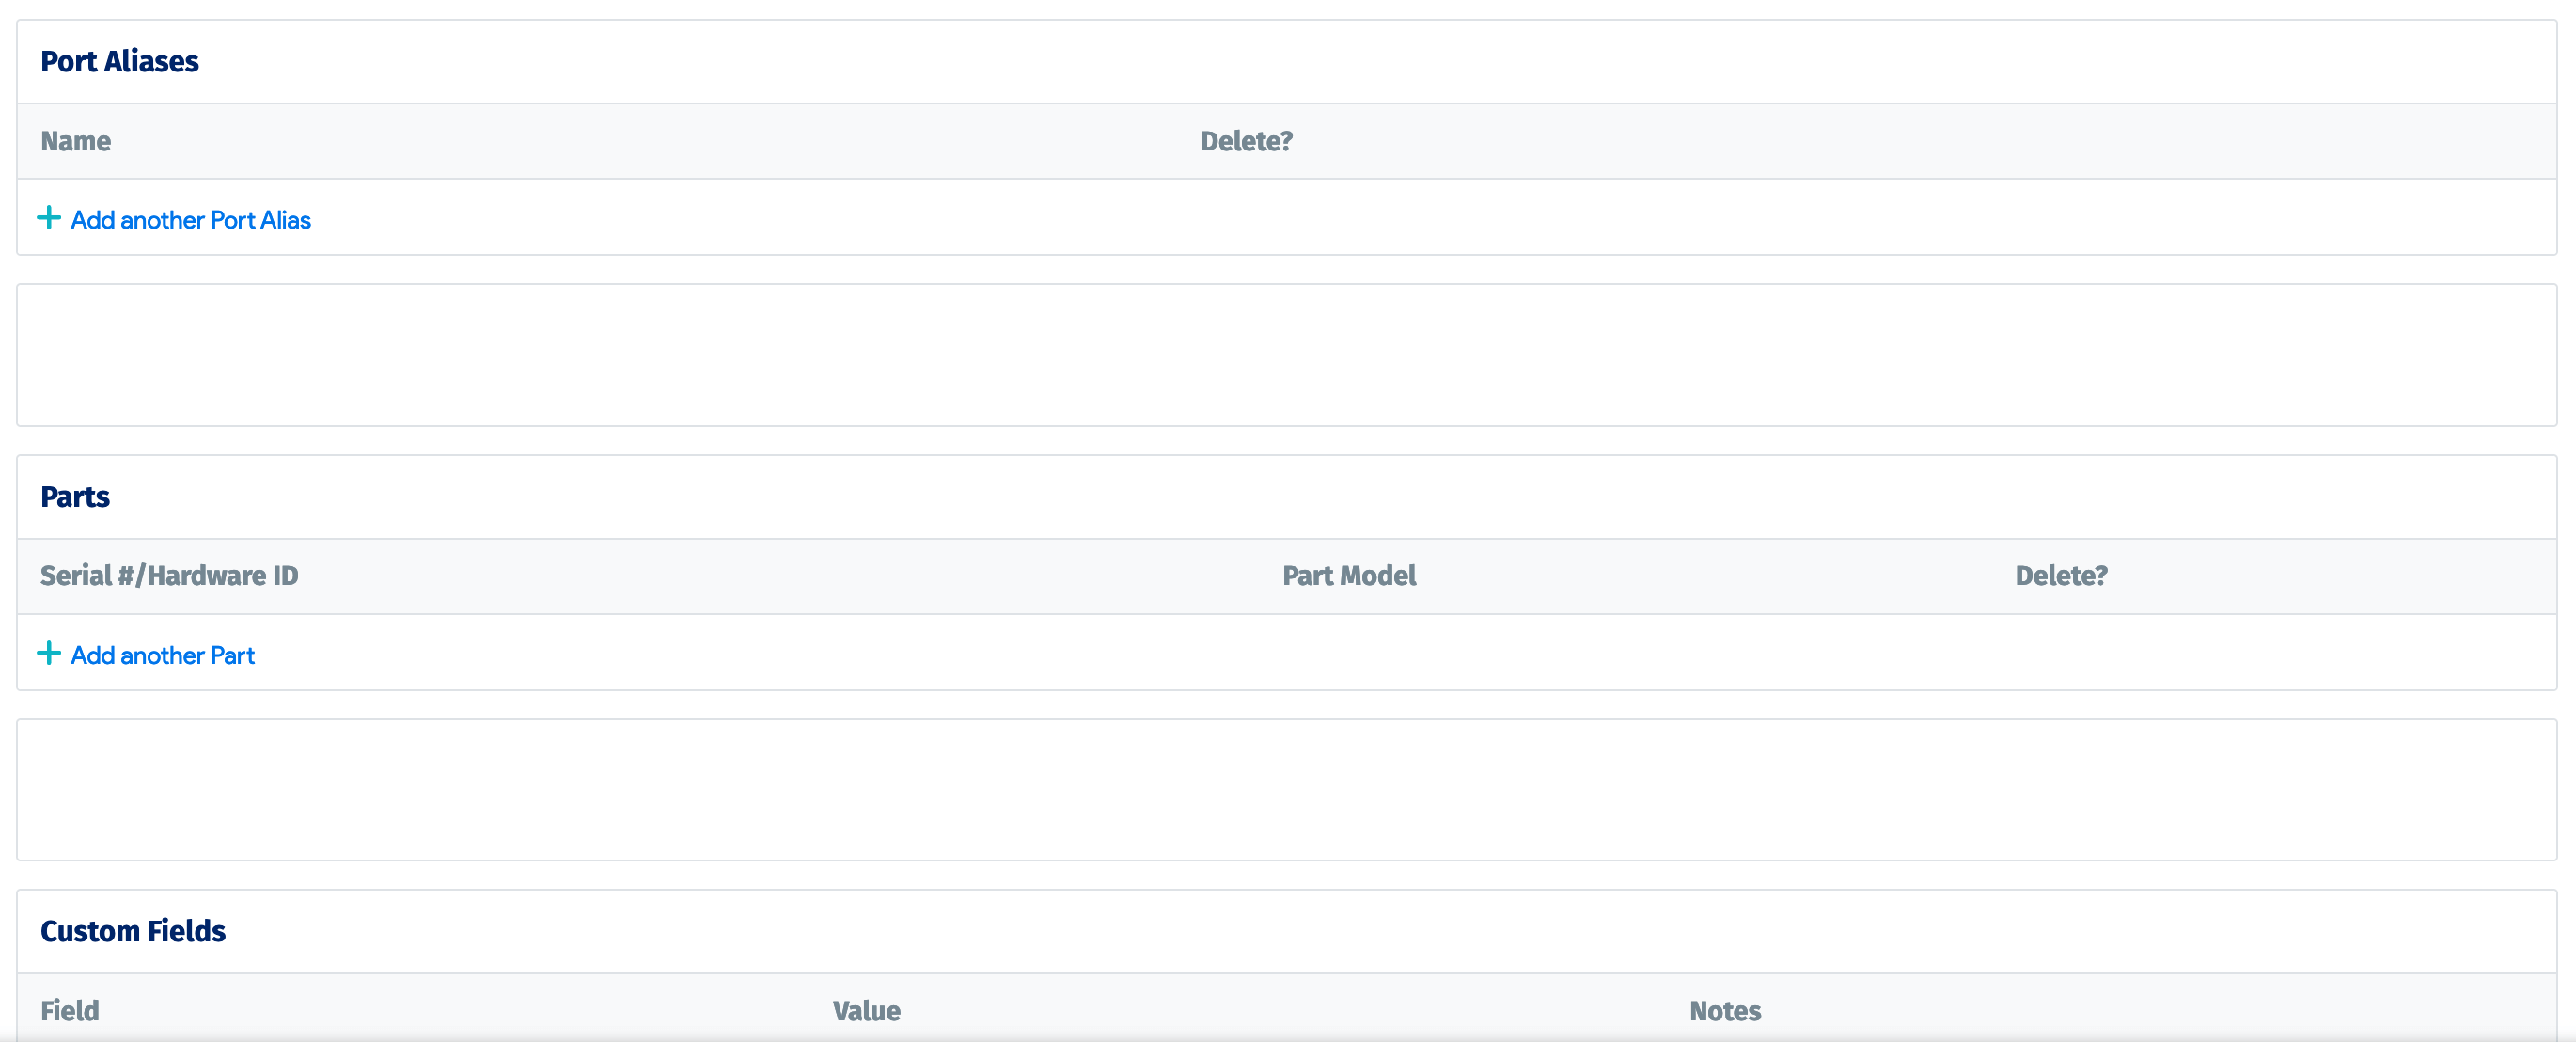 Port Aliases
Name Delete?
Add another Port Alias
Parts
Serial #/Hardware ID Part Model Delete?
Add another Part
Custom Fields
Field Value Notes